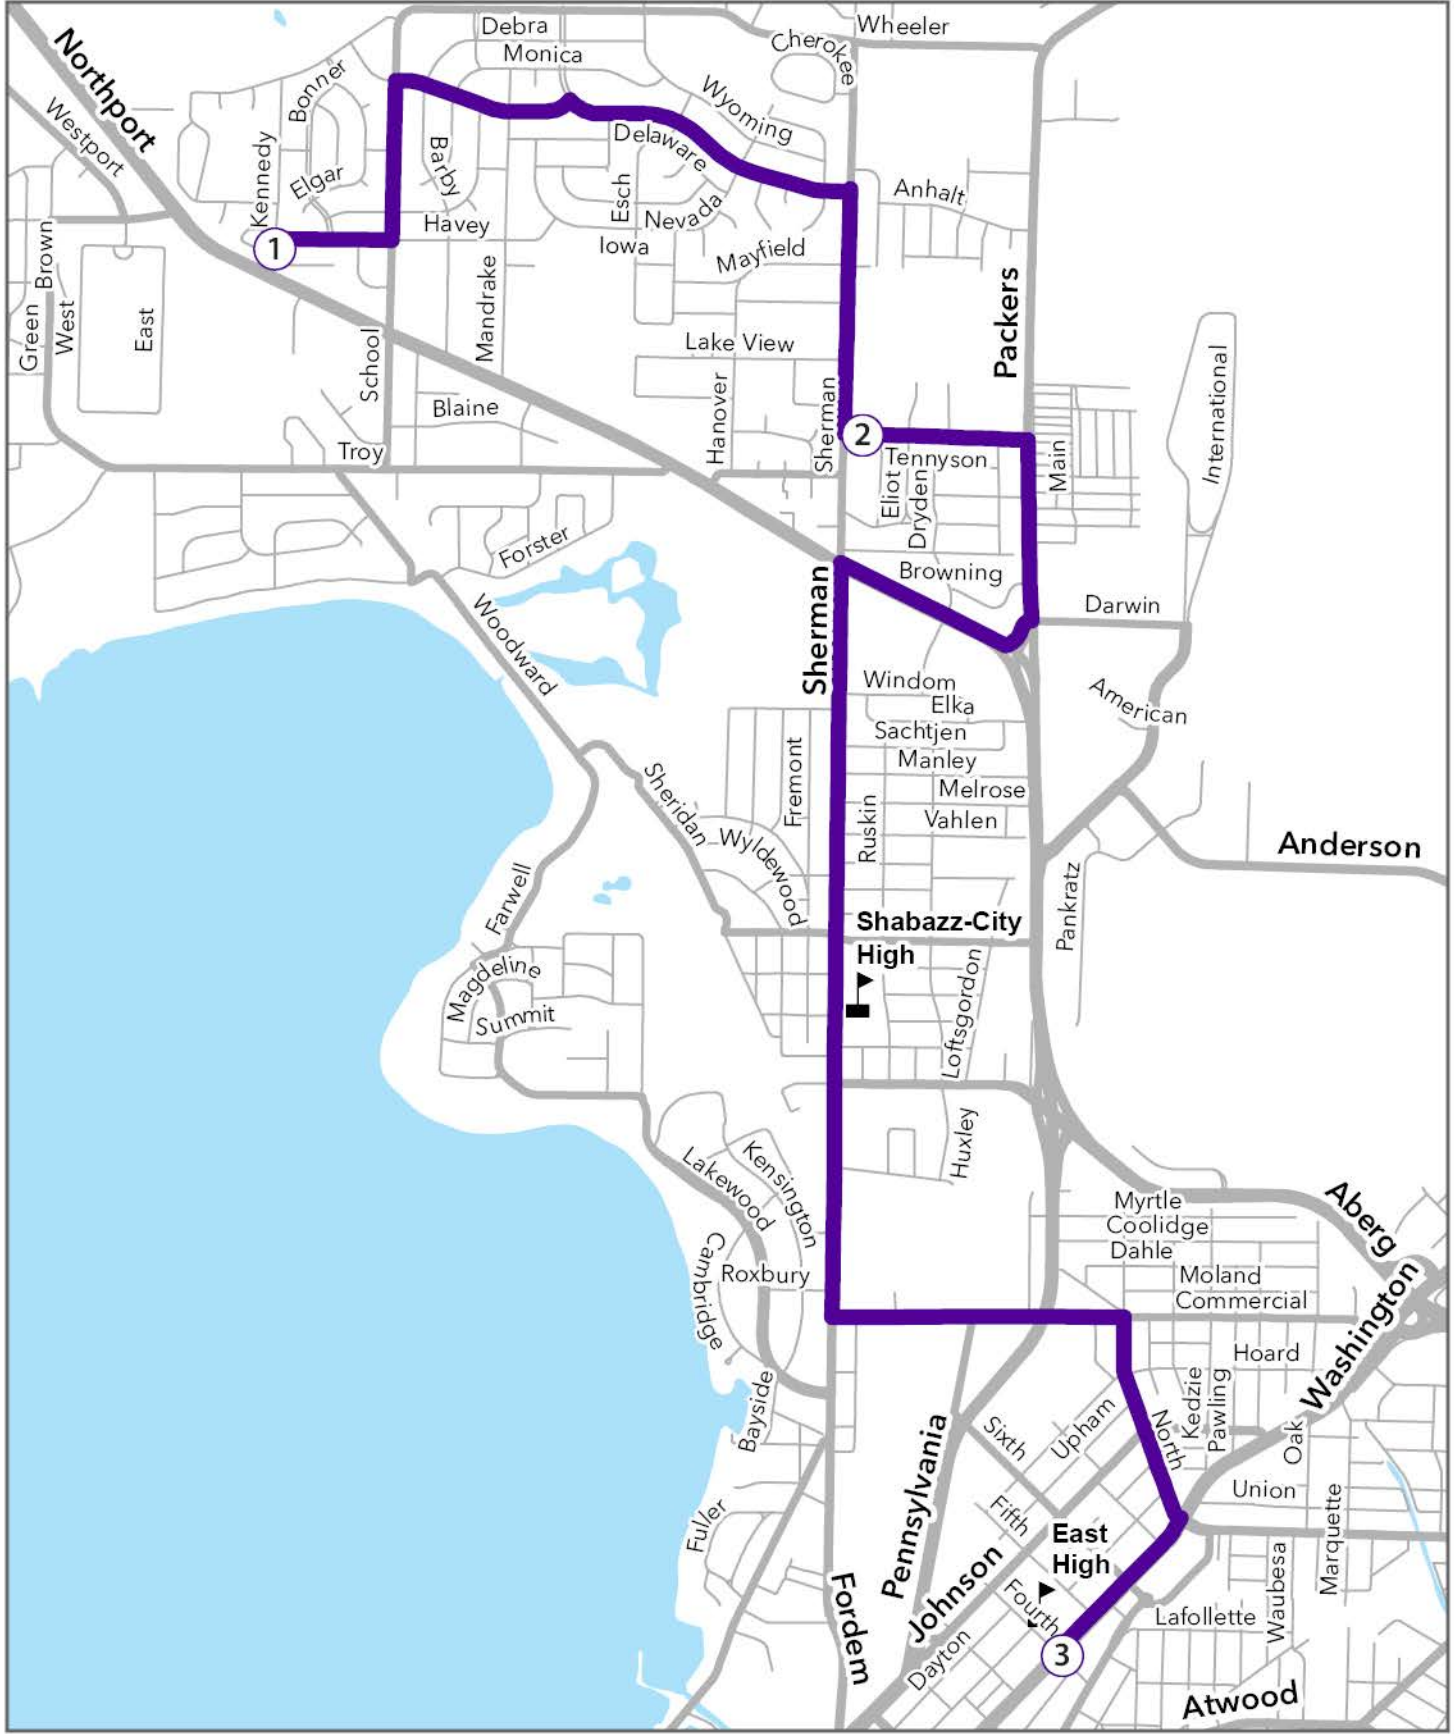 Debra
Wheeler
Cherokee
Monica
Northport
Bonner
Wyoming
Westport
Delaware
Kennedy
Barby
Elgar
Esch
Anhalt
Nevada
Havey
1
Iowa
Mayfield
Brown
Green
West
East
Mandrake
Packers
School
Lake View
International
Blaine
Hanover
Sherman
2
Troy
Tennyson
Main
Eliot
Dryden
Forster
Browning
Darwin
Woodward
Sherman
Windom
Elka
American
Sachtjen
Manley
Fremont
Sheridan
Melrose
Ruskin
Vahlen
Wyldewood
Anderson
Farwell
Pankratz
Shabazz-City
High
Magdeline
Loftsgordon
Summit
Huxley
Kensington
Lakewood
Myrtle
Aberg
Coolidge
Dahle
Cambridge
Roxbury
Moland
Commercial
Washington
Hoard
Kedzie
Pawling
Bayside
Upham
North
Sixth
Oak
Pennsylvania
Union
Marquette
Fuller
Fifth
East
High
Waubesa
Johnson
Fourth
Lafollette
Fordem
Dayton
3
Atwood